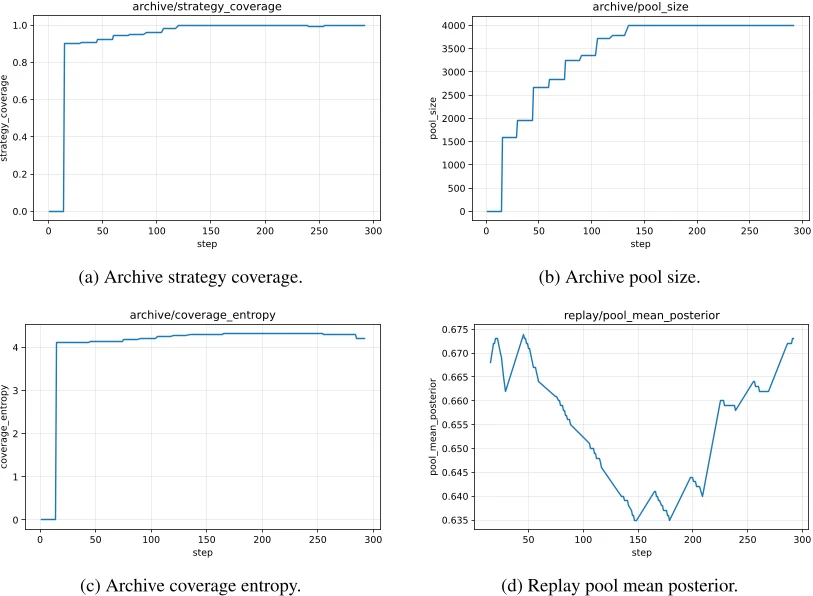 archive/strategy_coverage
strategy_coverage
1.0
0.8
0.6
0.4
0.2
0.0
0 50 100 150 200 250 300
step
(a) Archive strategy coverage.
archive/pool_size
pool_size
4000
3500
3000
2500
2000
1500
1000
500
0
0 50 100 150 200 250 300
step
(b) Archive pool size.
archive/coverage_entropy
coverage_entropy
4
3
2
1
0
0 50 100 150 200 250 300
step
(c) Archive coverage entropy.
replay/pool_mean_posterior
pool_mean_posterior
0.675
0.670
0.665
0.660
0.655
0.650
0.645
0.640
0.635
50 100 150 200 250 300
step
(d) Replay pool mean posterior.